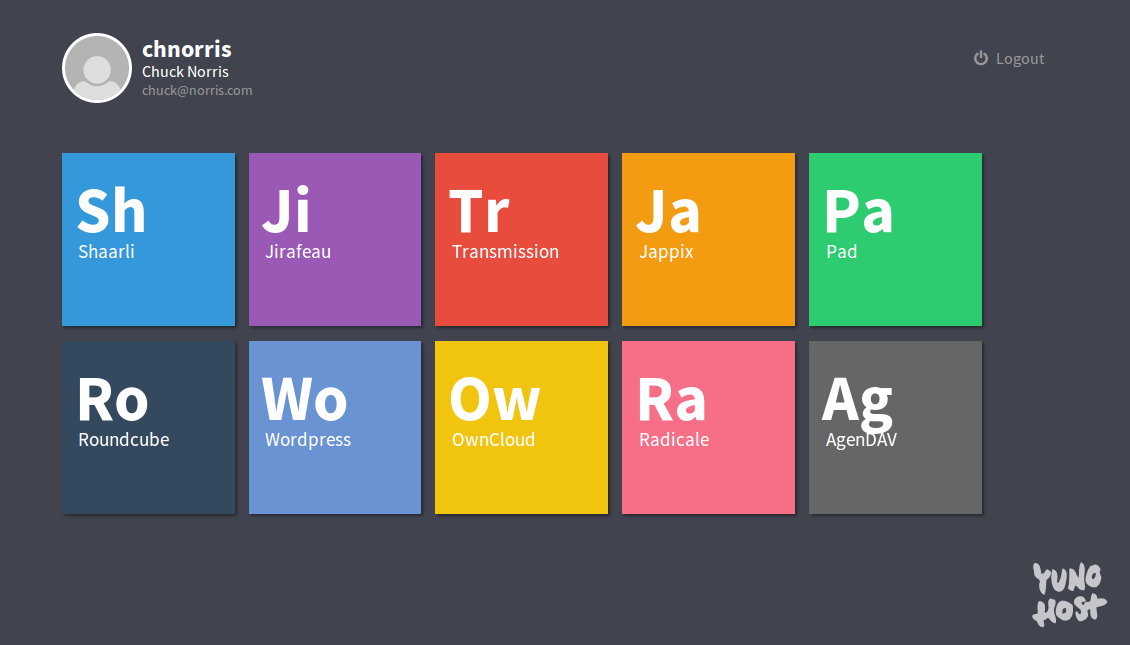 chnorris
Chuck Norris
chuck@norris.com
Logout
Sh
Shaarli
Ji
Jirafeau
Tr
Transmission
Ja
Jappix
Pa
Pad
Ro
Roundcube
Wo
Wordpress
Ow
OwnCloud
Ra
Radicale
Ag
AgenDAV
YUNO
HOST